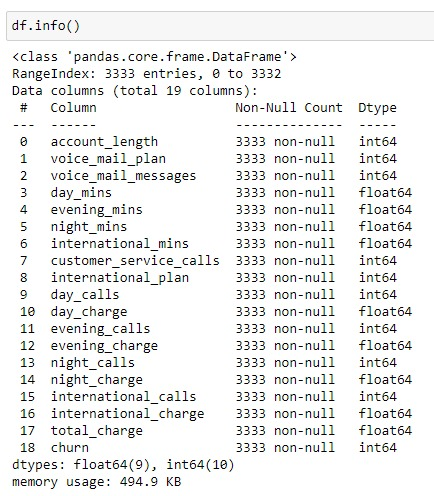 df.info()
<class 'pandas.core.frame.DataFrame'>
RangeIndex: 3333 entries, 0 to 3332
Data columns (total 19 columns):
 #   Column                  Non-Null Count  Dtype
---  ------                  --------------  -----
 0   account_length          3333 non-null   int64
 1   voice_mail_plan         3333 non-null   int64
 2   voice_mail_messages     3333 non-null   int64
 3   day_mins                3333 non-null   float64
 4   evening_mins            3333 non-null   float64
 5   night_mins              3333 non-null   float64
 6   international_mins      3333 non-null   float64
 7   customer_service_calls  3333 non-null   int64
 8   international_plan      3333 non-null   int64
 9   day_calls               3333 non-null   int64
 10  day_charge              3333 non-null   float64
 11  evening_calls           3333 non-null   int64
 12  evening_charge          3333 non-null   float64
 13  night_calls             3333 non-null   int64
 14  night_charge            3333 non-null   float64
 15  international_calls     3333 non-null   int64
 16  international_charge    3333 non-null   float64
 17  total_charge            3333 non-null   float64
 18  churn                   3333 non-null   int64
dtypes: float64(9), int64(10)
memory usage: 494.9 KB